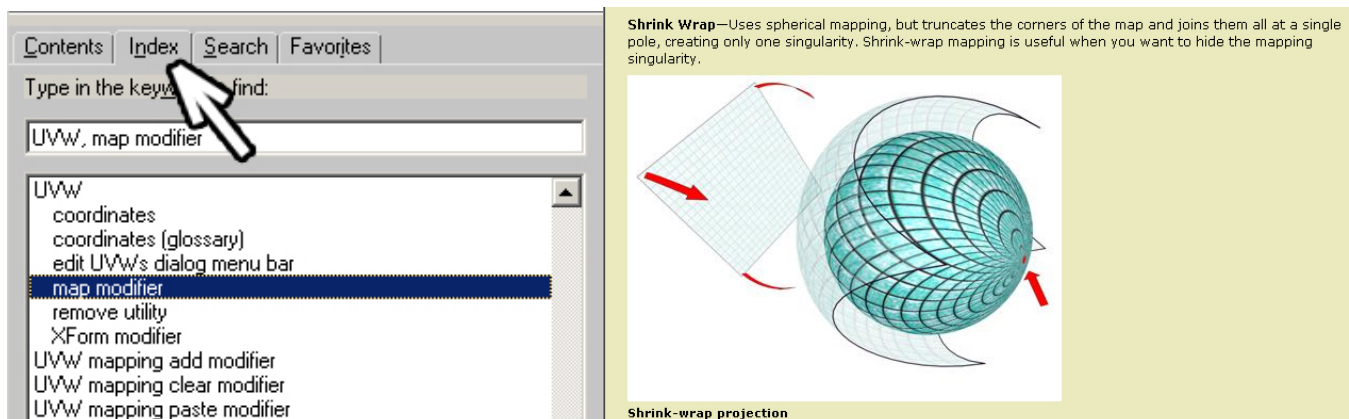 Contents
Index
Search
Favorites
Type in the keyw find:
UVW, map modifier
UVW
coordinates
coordinates (glossary)
edit UVW's dialog menu bar
map modifier
remove utility
XForm modifier
UVW mapping add modifier
UVW mapping clear modifier
UVW mapping paste modifier
Shrink Wrap—Uses spherical mapping, but truncates the corners of the map and joins them all at a single
pole, creating only one singularity. Shrink-wrap mapping is useful when you want to hide the mapping
singularity.
Shrink-wrap projection